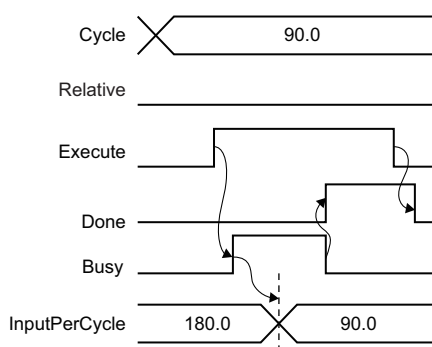 Cycle 90.0
Relative
Execute
Done
Busy
InputPerCycle 180.0 90.0